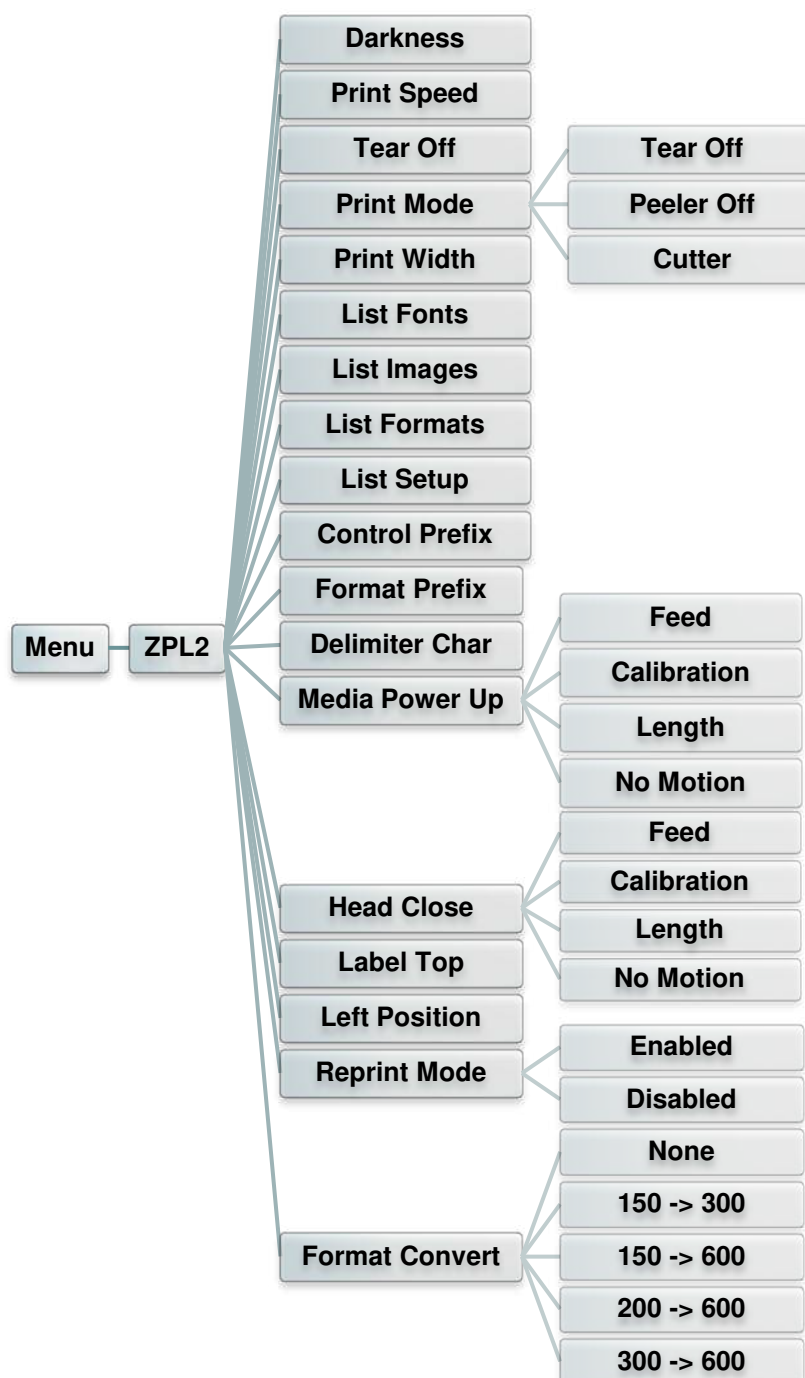 Menu
ZPL2
Darkness
Print Speed
Tear Off
Print Mode
Tear Off
Peeler Off
Cutter
Print Width
List Fonts
List Images
List Formats
List Setup
Control Prefix
Format Prefix
Delimiter Char
Media Power Up
Feed
Calibration
Length
No Motion
Head Close
Feed
Calibration
Length
No Motion
Label Top
Left Position
Reprint Mode
Enabled
Disabled
Format Convert
None
150 -> 300
150 -> 600
200 -> 600
300 -> 600